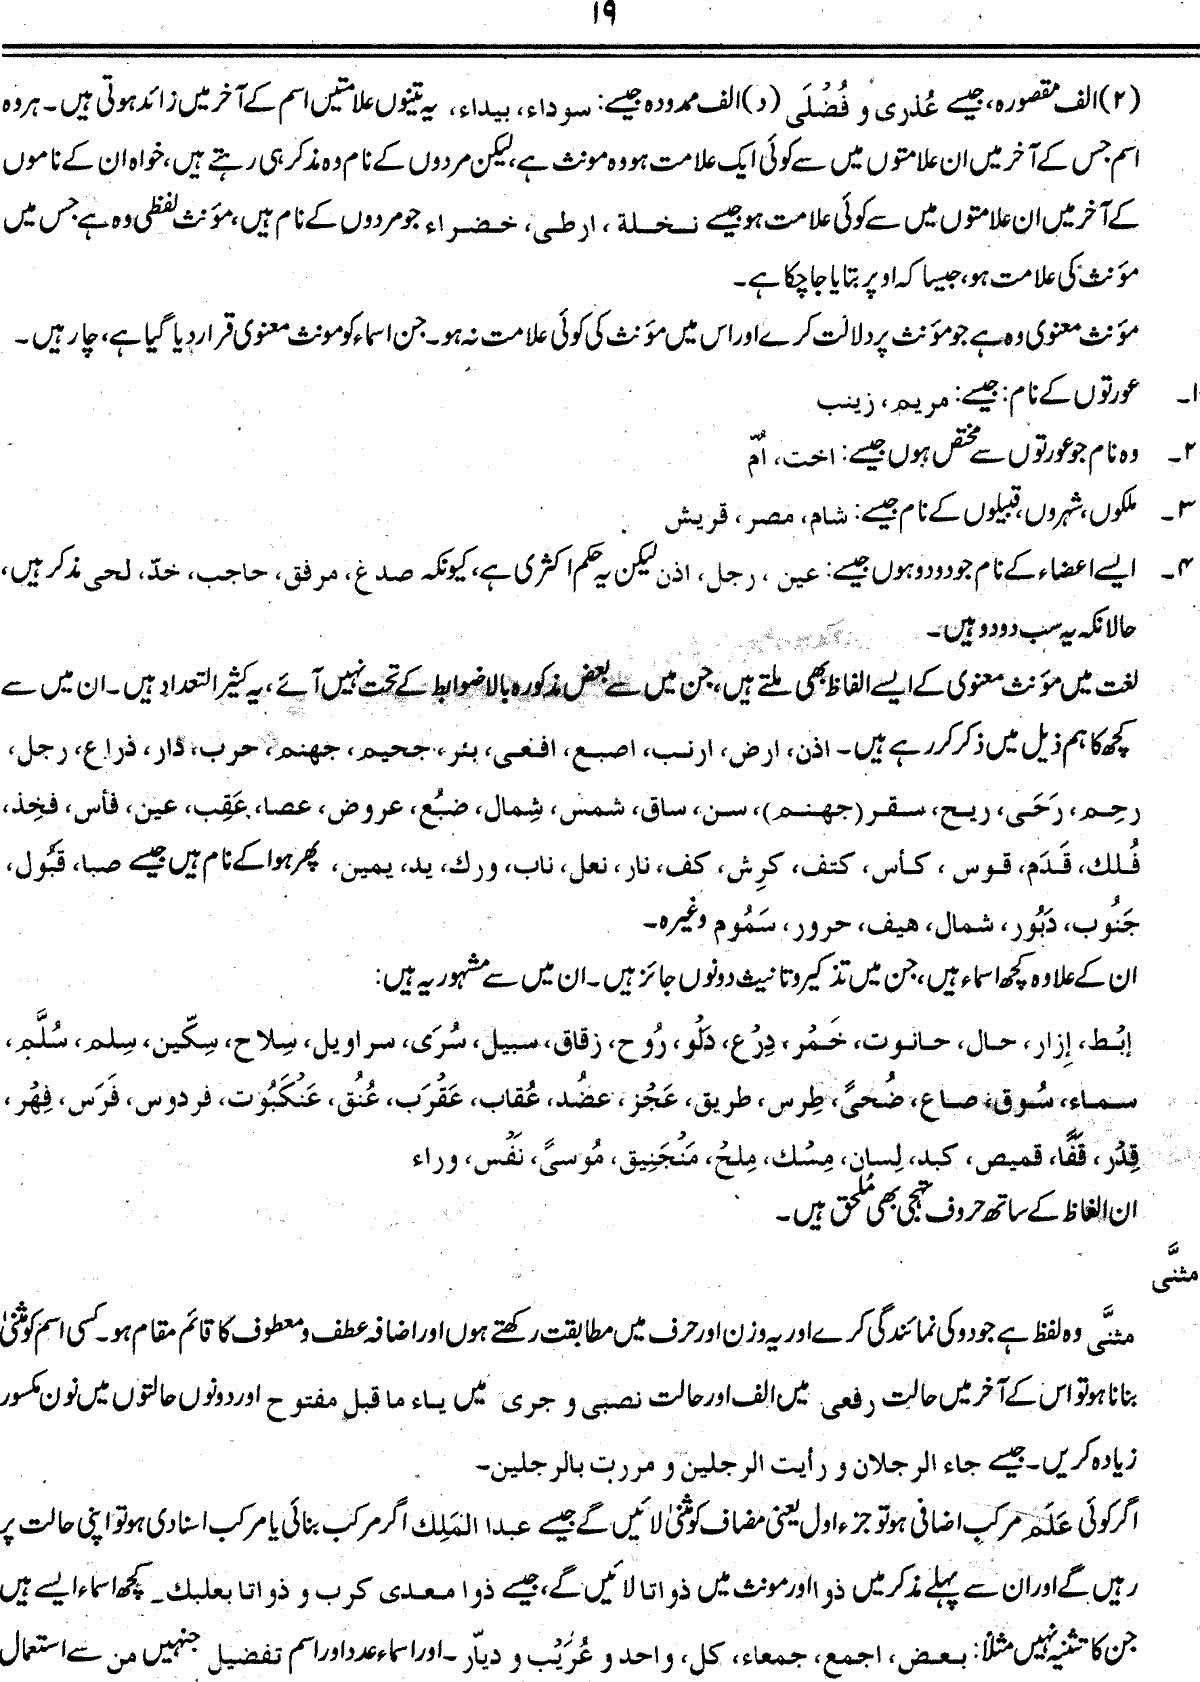 ۱۹
(۲) الف مقصورہ، جیسے عُذری و فُضْلَی (د) الف ممدودہ جیسے: سوداء، بیداء، یہ تینوں علامتیں اسم کے آخر میں زائد ہوتی ہیں۔ ہر وہ
اسم جس کے آخر میں ان علامتوں میں سے کوئی ایک علامت ہو وہ مونث ہے، لیکن مردوں کے نام وہ مذکر ہی رہتے ہیں، خواہ ان کے ناموں
کے آخر میں ان علامتوں میں سے کوئی علامت ہو جیسے نخلة، ارطی، خضراء جو مردوں کے نام ہیں، مؤنث لفظی وہ ہے جس میں
مؤنث کی علامت ہو، جیسا کہ اوپر بتایا جا چکا ہے۔
مؤنث معنوی وہ ہے جو مؤنث پر دلالت کرے اور اس میں مؤنث کی کوئی علامت نہ ہو۔ جن اسماء کو مونث معنوی قرار دیا گیا ہے، چار ہیں۔
۱۔ عورتوں کے نام: جیسے: مریم، زینب
۲۔ وہ نام جو عورتوں سے مختص ہوں جیسے: اخت، اُمّ
۳۔ ملکوں، شہروں، قبیلوں کے نام جیسے: شام، مصر، قریش
۴۔ ایسے اعضاء کے نام جو دو دو ہوں جیسے: عین، رجل، اذن لیکن یہ حکم اکثری ہے، کیونکہ صدغ، مرفق، حاجب، خدّ، لحی مذکر ہیں،
حالانکہ یہ سب دو دو ہیں۔
لغت میں مؤنث معنوی کے ایسے الفاظ بھی ملتے ہیں، جن میں سے بعض مذکورہ بالا ضوابط کے تحت نہیں آئے، یہ کثیر التعداد ہیں۔ ان میں سے
کچھ کا ہم ذیل میں ذکر کر رہے ہیں۔ اذن، ارض، ارنب، اصبع، افعی، بئر، جحیم، جهنم، حرب، دار، ذراع، رجل،
رحِم، رَحَی، ریح، سقر (جهنم)، سن، ساق، شمس، شِمال، ضبُع، عروض، عصا، عَقِب، عین، فأس، فخِذ،
فُلك، قَدَم، قوس، کأس، کتف، کرِش، کف، نار، نعل، ناب، ورك، ید، یمین، پھر ہوا کے نام ہیں جیسے صبا، قَبُول،
جَنُوب، دَبُور، شمال، هیف، حرور، سَمُوم وغیرہ۔
ان کے علاوہ کچھ اسماء ہیں، جن میں تذکیر و تانیث دونوں جائز ہیں۔ ان میں سے مشہور یہ ہیں:
إبْط، إزار، حال، حانوت، خَمْر، دِرْع، دَلْو، رُوح، زقاق، سبیل، سُرَی، سراویل، سِلاح، سِکّین، سِلم، سُلَّم،
سماء، سُوق، صاع، ضُحیً، طِرس، طریق، عَجْز، عضُد، عُقاب، عَقْرَب، عُنُق، عَنْکَبُوت، فردوس، فَرَس، فِهْر،
قِدْر، قَفًا، قمیص، کبد، لِسان، مِسْك، مِلحْ، مَنْجَنِیق، مُوسیً، نَفْس، وراء
ان الفاظ کے ساتھ حروف تہجی بھی مُلحق ہیں۔
مثنَّی
مثنَّی وہ لفظ ہے جو دو کی نمائندگی کرے اور یہ وزن اور حرف میں مطابقت رکھتے ہوں اور اضافہ عطف و معطوف کا قائم مقام ہو۔ کسی اسم کو مثنیٰ
بنانا ہو تو اس کے آخر میں حالت رفعی میں الف اور حالت نصبی و جری میں یاء ما قبل مفتوح اور دونوں حالتوں میں نون مکسور
زیادہ کریں۔ جیسے جاء الرجلان و رأیت الرجلین و مررت بالرجلین۔
اگر کوئی عَلَم مرکب اضافی ہو تو جزء اول یعنی مضاف کو مثنیٰ لائیں گے جیسے عبدا المَلِك اگر مرکب بنائی یا مرکب اسنادی ہو تو اپنی حالت پر
رہیں گے اور ان سے پہلے مذکر میں ذوا اور مونث میں ذواتا لائیں گے، جیسے ذوا معدی کرب و ذواتا بعلبك۔ کچھ اسماء ایسے ہیں
جن کا تثنیہ نہیں مثلاً: بعض، اجمع، جمعاء، کل، واحد و عُرَیْب و دیّار ۔ اور اسماء عدد اور اسم تفضیل جنہیں من سے استعمال